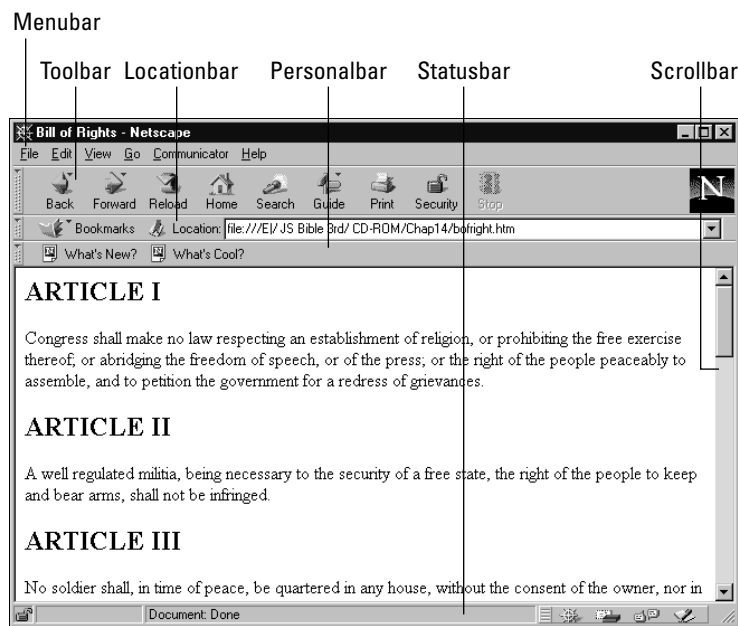 Menubar
Toolbar Locationbar Personalbar Statusbar Scrollbar
Bill of Rights - Netscape
File Edit View Go Communicator Help
Back Forward Reload Home Search Guide Print Security Stop
N
Bookmarks Location: file:///E|/ JS Bible 3rd/ CD-ROM/Chap14/bofright.htm
What's New? What's Cool?
ARTICLE I
Congress shall make no law respecting an establishment of religion, or prohibiting the free exercise
thereof; or abridging the freedom of speech, or of the press; or the right of the people peaceably to
assemble, and to petition the government for a redress of grievances.
ARTICLE II
A well regulated militia, being necessary to the security of a free state, the right of the people to keep
and bear arms, shall not be infringed.
ARTICLE III
No soldier shall, in time of peace, be quartered in any house, without the consent of the owner, nor in
Document: Done